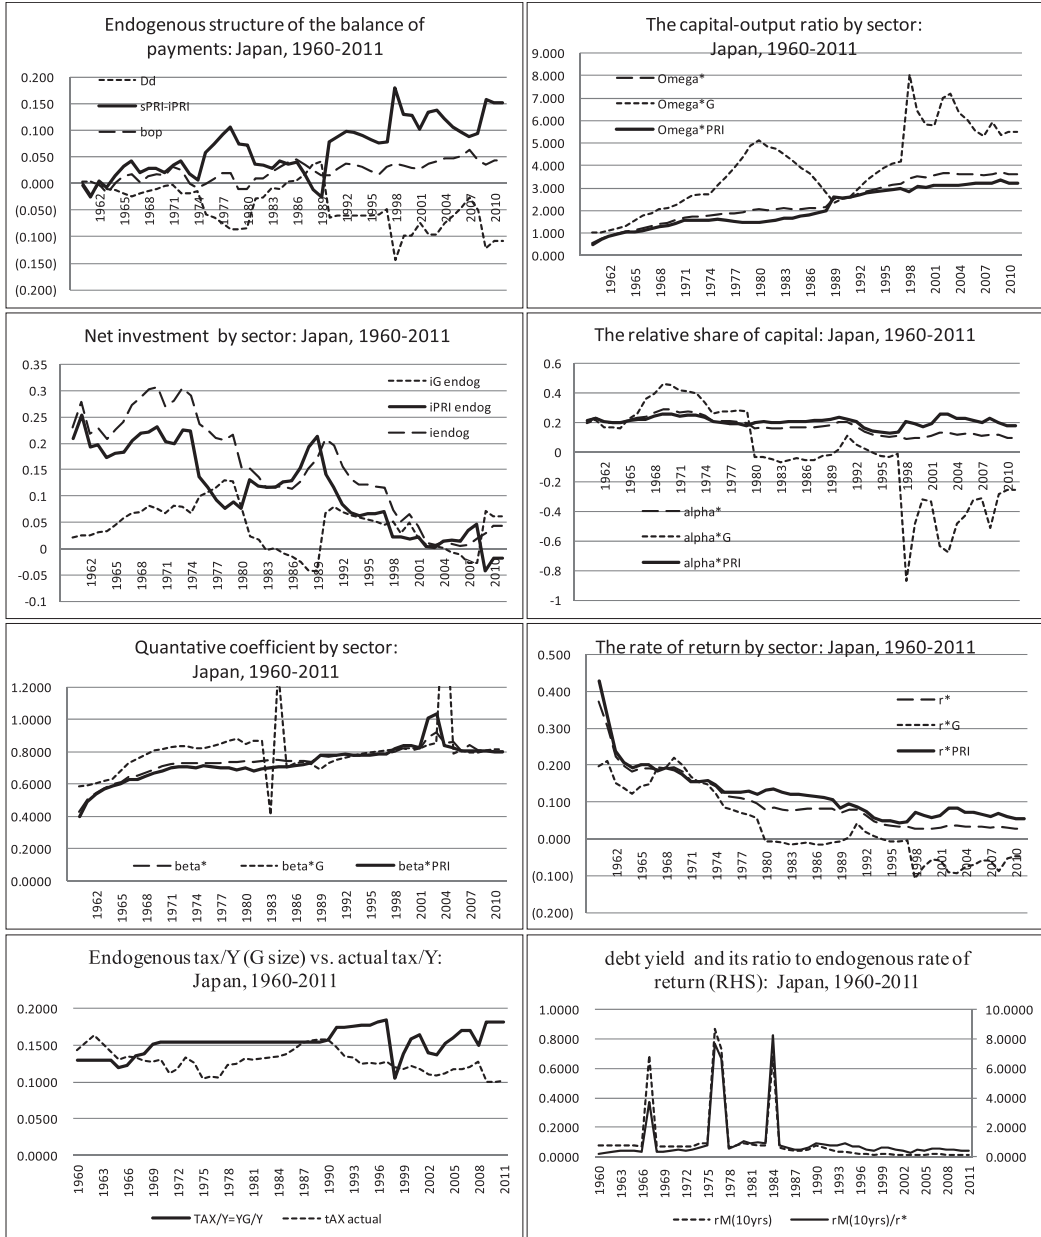 Endogenous structure of the balance of
payments: Japan, 1960-2011
0.200
0.150
0.100
0.050
0.000
(0.050)
(0.100)
(0.150)
(0.200)
Dd
sPRI-iPRI
bop
1962 1965 1968 1971 1974 1977 1980 1983 1986 1989 1992 1995 1998 2001 2004 2007 2010
The capital-output ratio by sector:
Japan, 1960-2011
9.000
8.000
7.000
6.000
5.000
4.000
3.000
2.000
1.000
0.000
Omega*
Omega*G
Omega*PRI
1962 1965 1968 1971 1974 1977 1980 1983 1986 1989 1992 1995 1998 2001 2004 2007 2010
Net investment by sector: Japan, 1960-2011
0.35
0.3
0.25
0.2
0.15
0.1
0.05
0
-0.05
-0.1
iG endog
iPRI endog
iendog
1962 1965 1968 1971 1974 1977 1980 1983 1986 1989 1992 1995 1998 2001 2004 2007 2010
The relative share of capital: Japan, 1960-2011
0.6
0.4
0.2
0
-0.2
-0.4
-0.6
-0.8
-1
alpha*
alpha*G
alpha*PRI
1962 1965 1968 1971 1974 1977 1980 1983 1986 1989 1992 1995 1998 2001 2004 2007 2010
Quantative coefficient by sector:
Japan, 1960-2011
1.2000
1.0000
0.8000
0.6000
0.4000
0.2000
0.0000
beta* beta*G beta*PRI
1962 1965 1968 1971 1974 1977 1980 1983 1986 1989 1992 1995 1998 2001 2004 2007 2010
The rate of return by sector: Japan, 1960-2011
0.500
0.400
0.300
0.200
0.100
0.000
(0.100)
(0.200)
r*
r*G
r*PRI
1962 1965 1968 1971 1974 1977 1980 1983 1986 1989 1992 1995 1998 2001 2004 2007 2010
Endogenous tax/Y (G size) vs. actual tax/Y:
Japan, 1960-2011
0.2000
0.1500
0.1000
0.0500
0.0000
1960 1963 1966 1969 1972 1975 1978 1981 1984 1987 1990 1993 1996 1999 2002 2005 2008 2011
TAX/Y=YG/Y tAX actual
debt yield and its ratio to endogenous rate of
return (RHS): Japan, 1960-2011
1.0000
0.8000
0.6000
0.4000
0.2000
0.0000
10.0000
8.0000
6.0000
4.0000
2.0000
0.0000
1960 1963 1966 1969 1972 1975 1978 1981 1984 1987 1990 1993 1996 1999 2002 2005 2008 2011
rM(10yrs) rM(10yrs)/r*